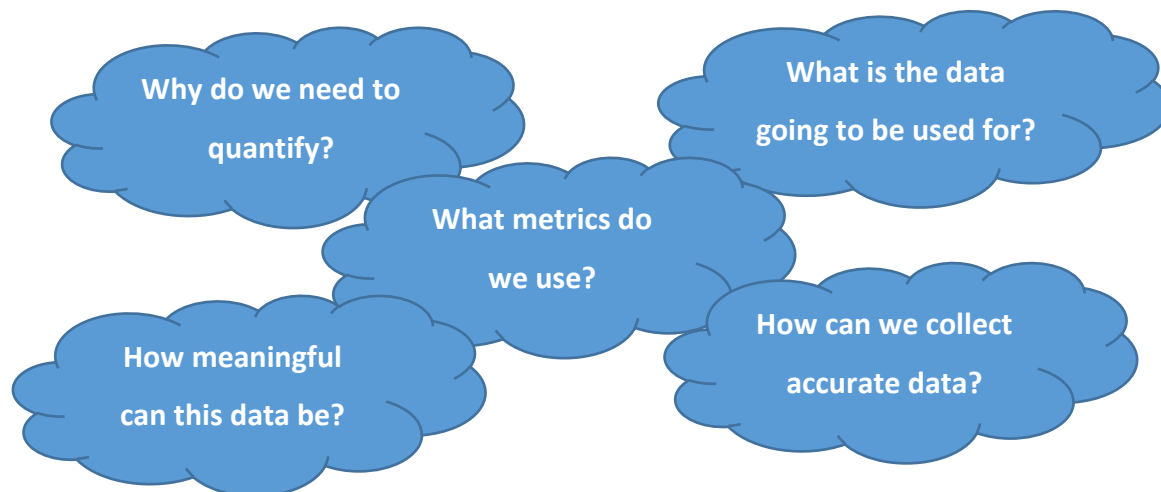 Why do we need to
quantify?
What is the data
going to be used for?
What metrics do
we use?
How meaningful
can this data be?
How can we collect
accurate data?